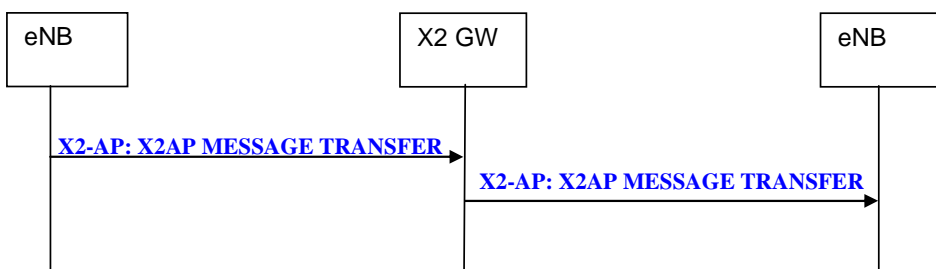 eNB
X2 GW
eNB
X2-AP: X2AP MESSAGE TRANSFER
X2-AP: X2AP MESSAGE TRANSFER